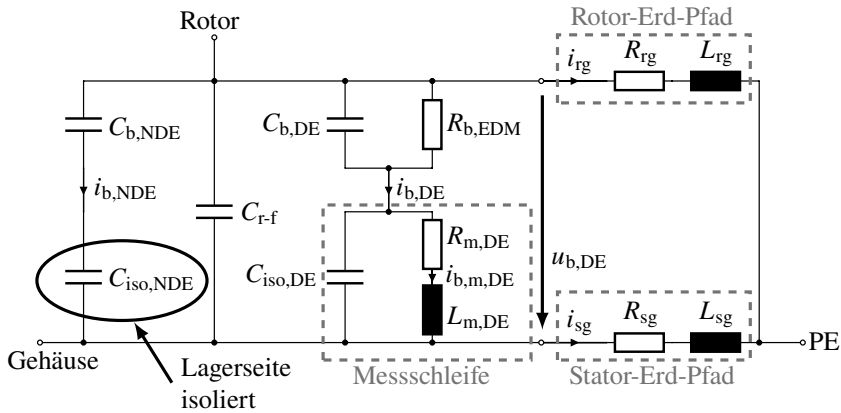 Rotor-Erd-Pfad
Rotor
i_rg
R_rg
L_rg
C_b,NDE
C_b,DE
R_b,EDM
i_b,NDE
i_b,DE
C_r-f
R_m,DE
C_iso,NDE
C_iso,DE
i_b,m,DE
u_b,DE
L_m,DE
i_sg
R_sg
L_sg
PE
Gehäuse
Lagerseite
isoliert
Messschleife
Stator-Erd-Pfad